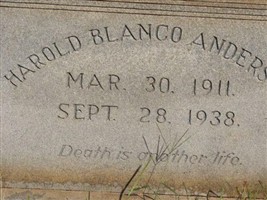 HAROLD BLANCO ANDERS
MAR. 30. 1911.
SEPT. 28. 1938.
Death is another life.